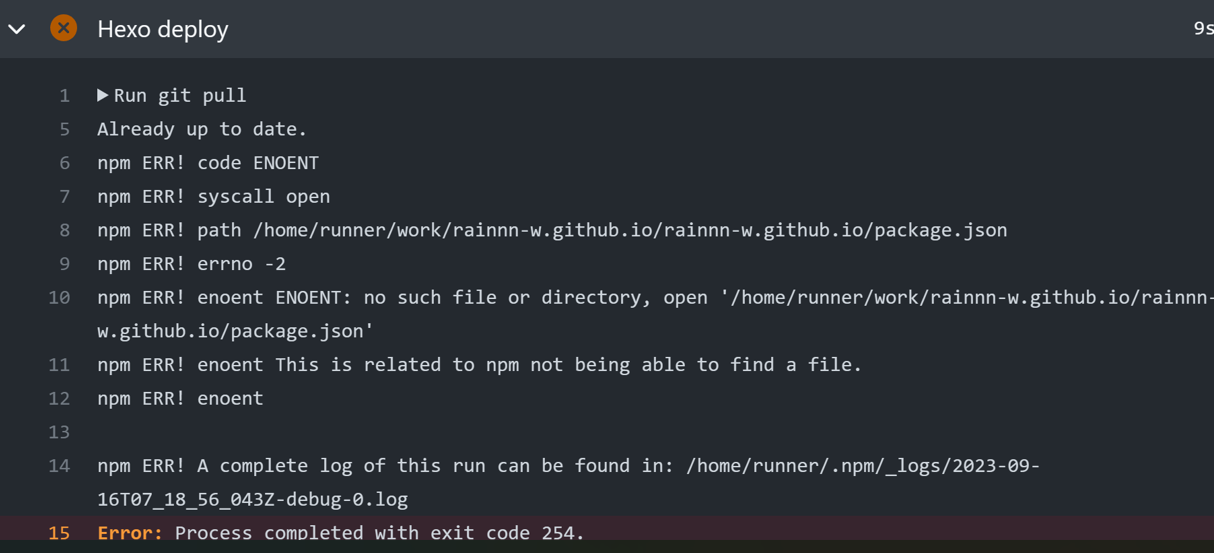 Hexo deploy
9s
1 Run git pull
5 Already up to date.
6 npm ERR! code ENOENT
7 npm ERR! syscall open
8 npm ERR! path /home/runner/work/rainnn-w.github.io/rainnn-w.github.io/package.json
9 npm ERR! errno -2
10 npm ERR! enoent ENOENT: no such file or directory, open '/home/runner/work/rainnn-w.github.io/rainnn-
w.github.io/package.json'
11 npm ERR! enoent This is related to npm not being able to find a file.
12 npm ERR! enoent
13
14 npm ERR! A complete log of this run can be found in: /home/runner/.npm/_logs/2023-09-
16T07_18_56_043Z-debug-0.log
15 Error: Process completed with exit code 254.